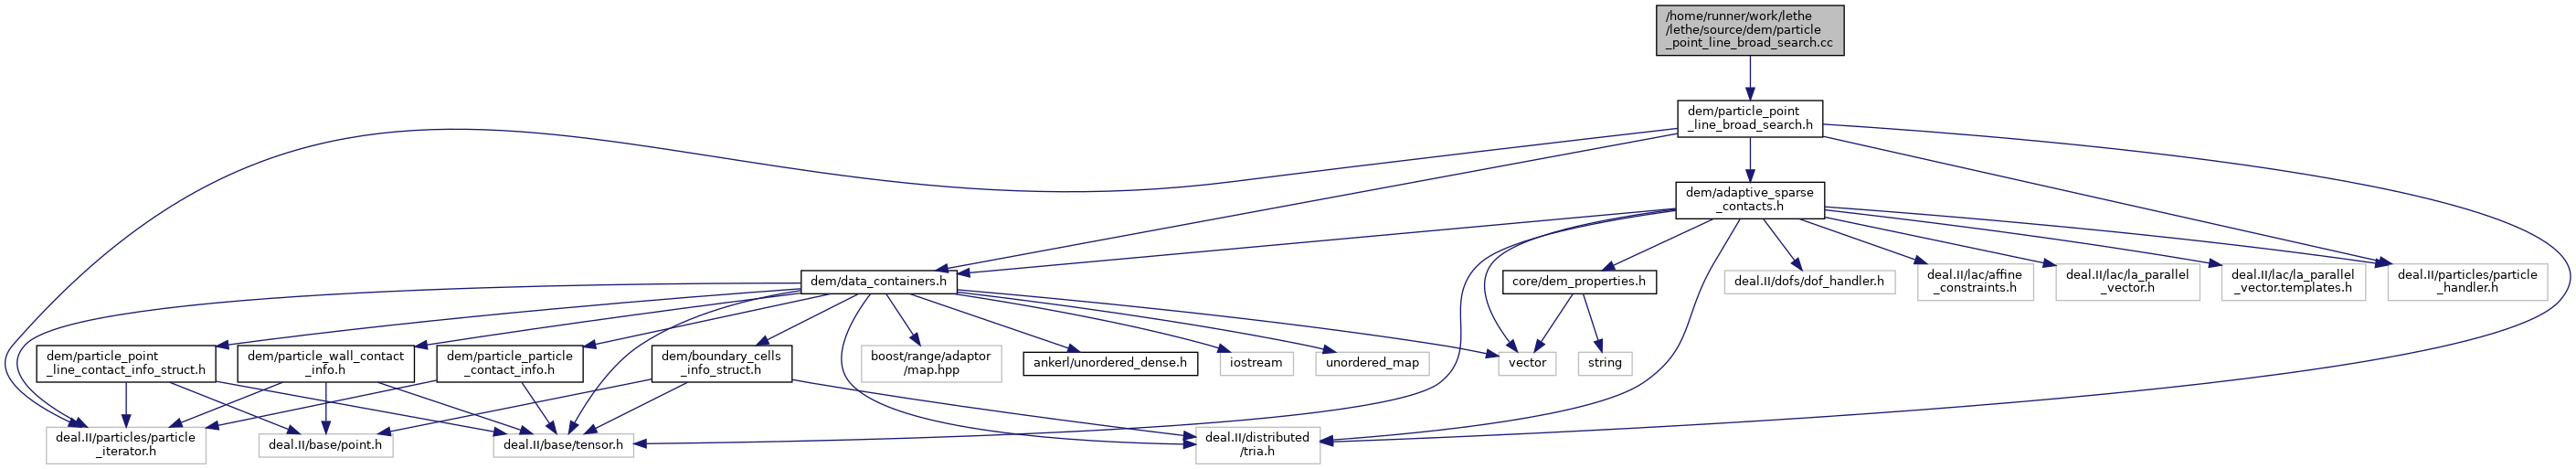 /home/runner/work/lethe
/lethe/source/dem/particle
_point_line_broad_search.cc
dem/particle_point
_line_broad_search.h
dem/adaptive_sparse
_contacts.h
dem/data_containers.h
core/dem_properties.h
deal.II/dofs/dof_handler.h
deal.II/lac/affine
_constraints.h
deal.II/lac/la_parallel
_vector.h
deal.II/lac/la_parallel
_vector.templates.h
deal.II/particles/particle
_handler.h
dem/particle_point
_line_contact_info_struct.h
dem/particle_wall_contact
_info.h
dem/particle_particle
_contact_info.h
dem/boundary_cells
_info_struct.h
boost/range/adaptor
/map.hpp
ankerl/unordered_dense.h
iostream
unordered_map
vector
string
deal.II/particles/particle
_iterator.h
deal.II/base/point.h
deal.II/base/tensor.h
deal.II/distributed
/tria.h